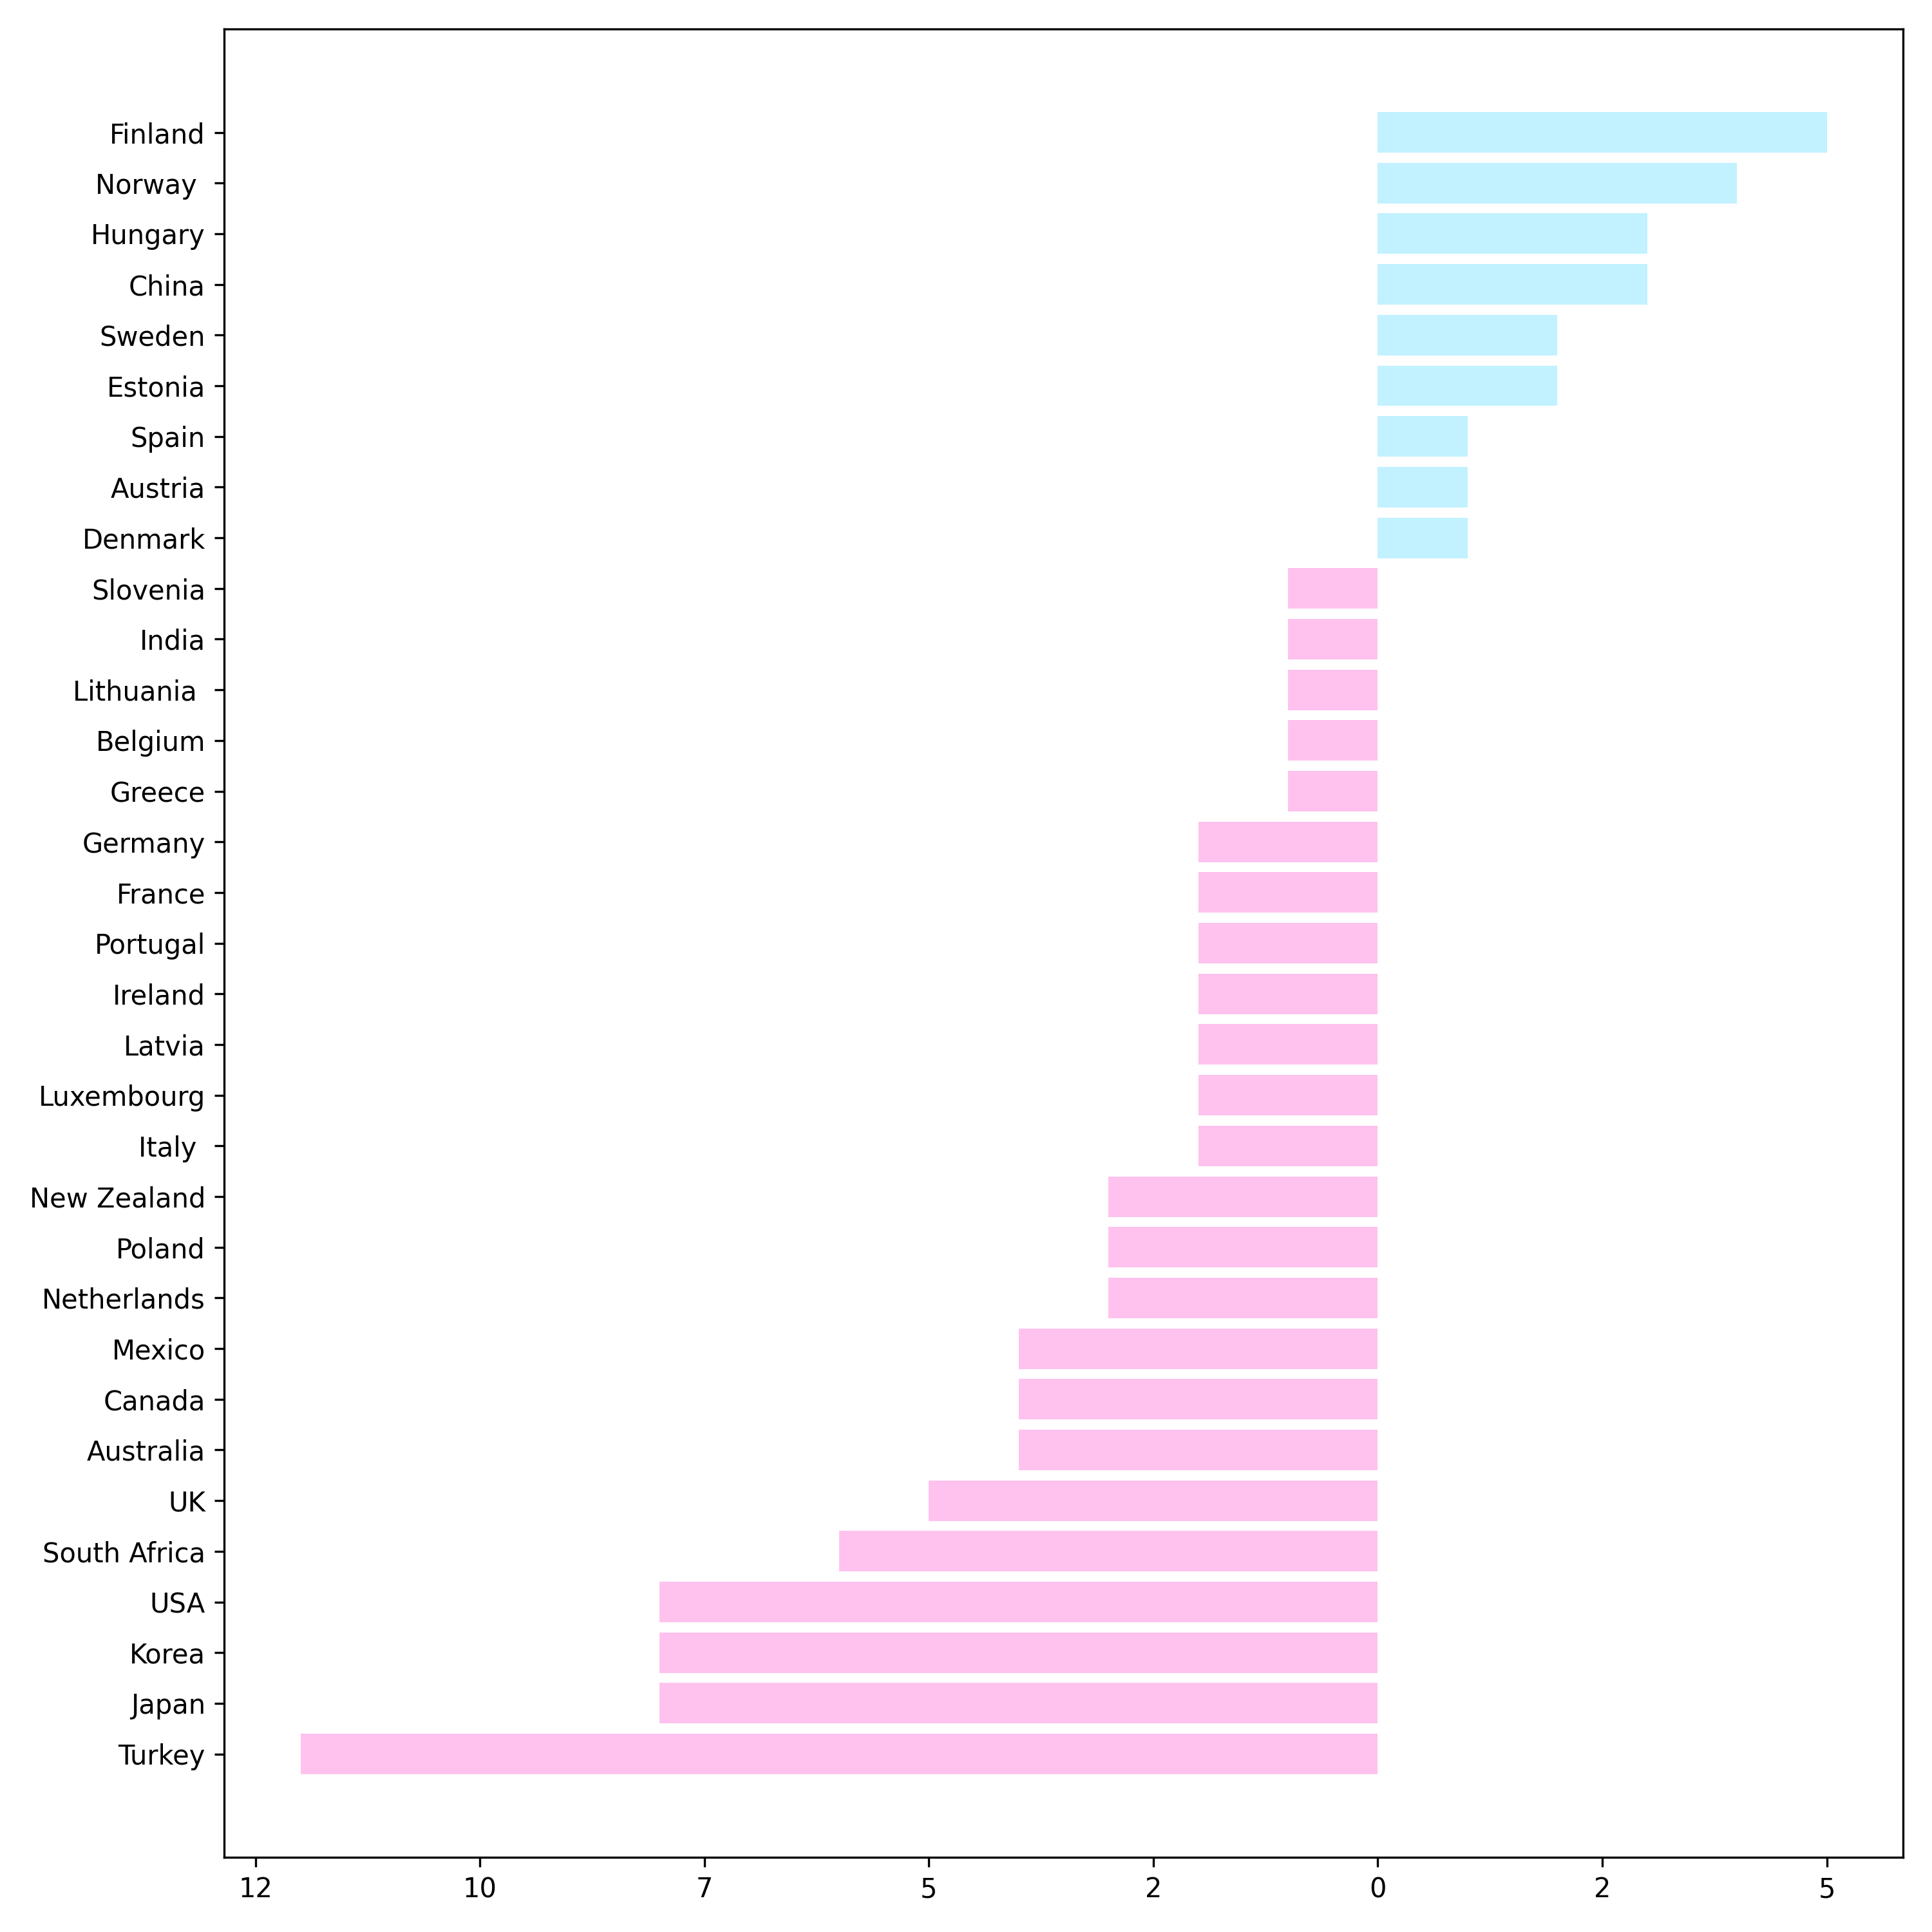 Finland
Norway
Hungary
China
Sweden
Estonia
Spain
Austria
Denmark
Slovenia
India
Lithuania
Belgium
Greece
Germany
France
Portugal
Ireland
Latvia
Luxembourg
Italy
New Zealand
Poland
Netherlands
Mexico
Canada
Australia
UK
South Africa
USA
Korea
Japan
Turkey
12 10 7 5 2 0 2 5